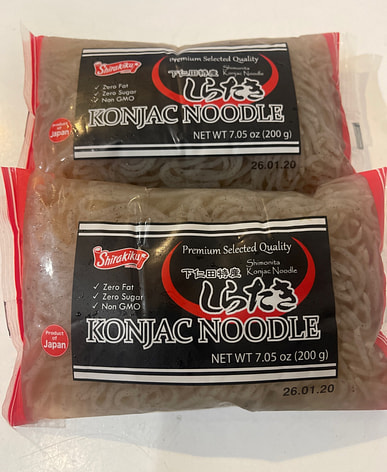 Shirakiku
Premium Selected Quality
Shimonita
Konjac Noodle
下仁田特産
しらたき
✓ Zero Fat
✓ Zero Sugar
✓ Non GMO
Product of
Japan
KONJAC NOODLE
NET WT 7.05 oz (200 g)
26.01.20
Shirakiku
Premium Selected Quality
Shimonita
Konjac Noodle
下仁田特産
しらたき
✓ Zero Fat
✓ Zero Sugar
✓ Non GMO
Product of
Japan
KONJAC NOODLE
NET WT 7.05 oz (200 g)
26.01.20